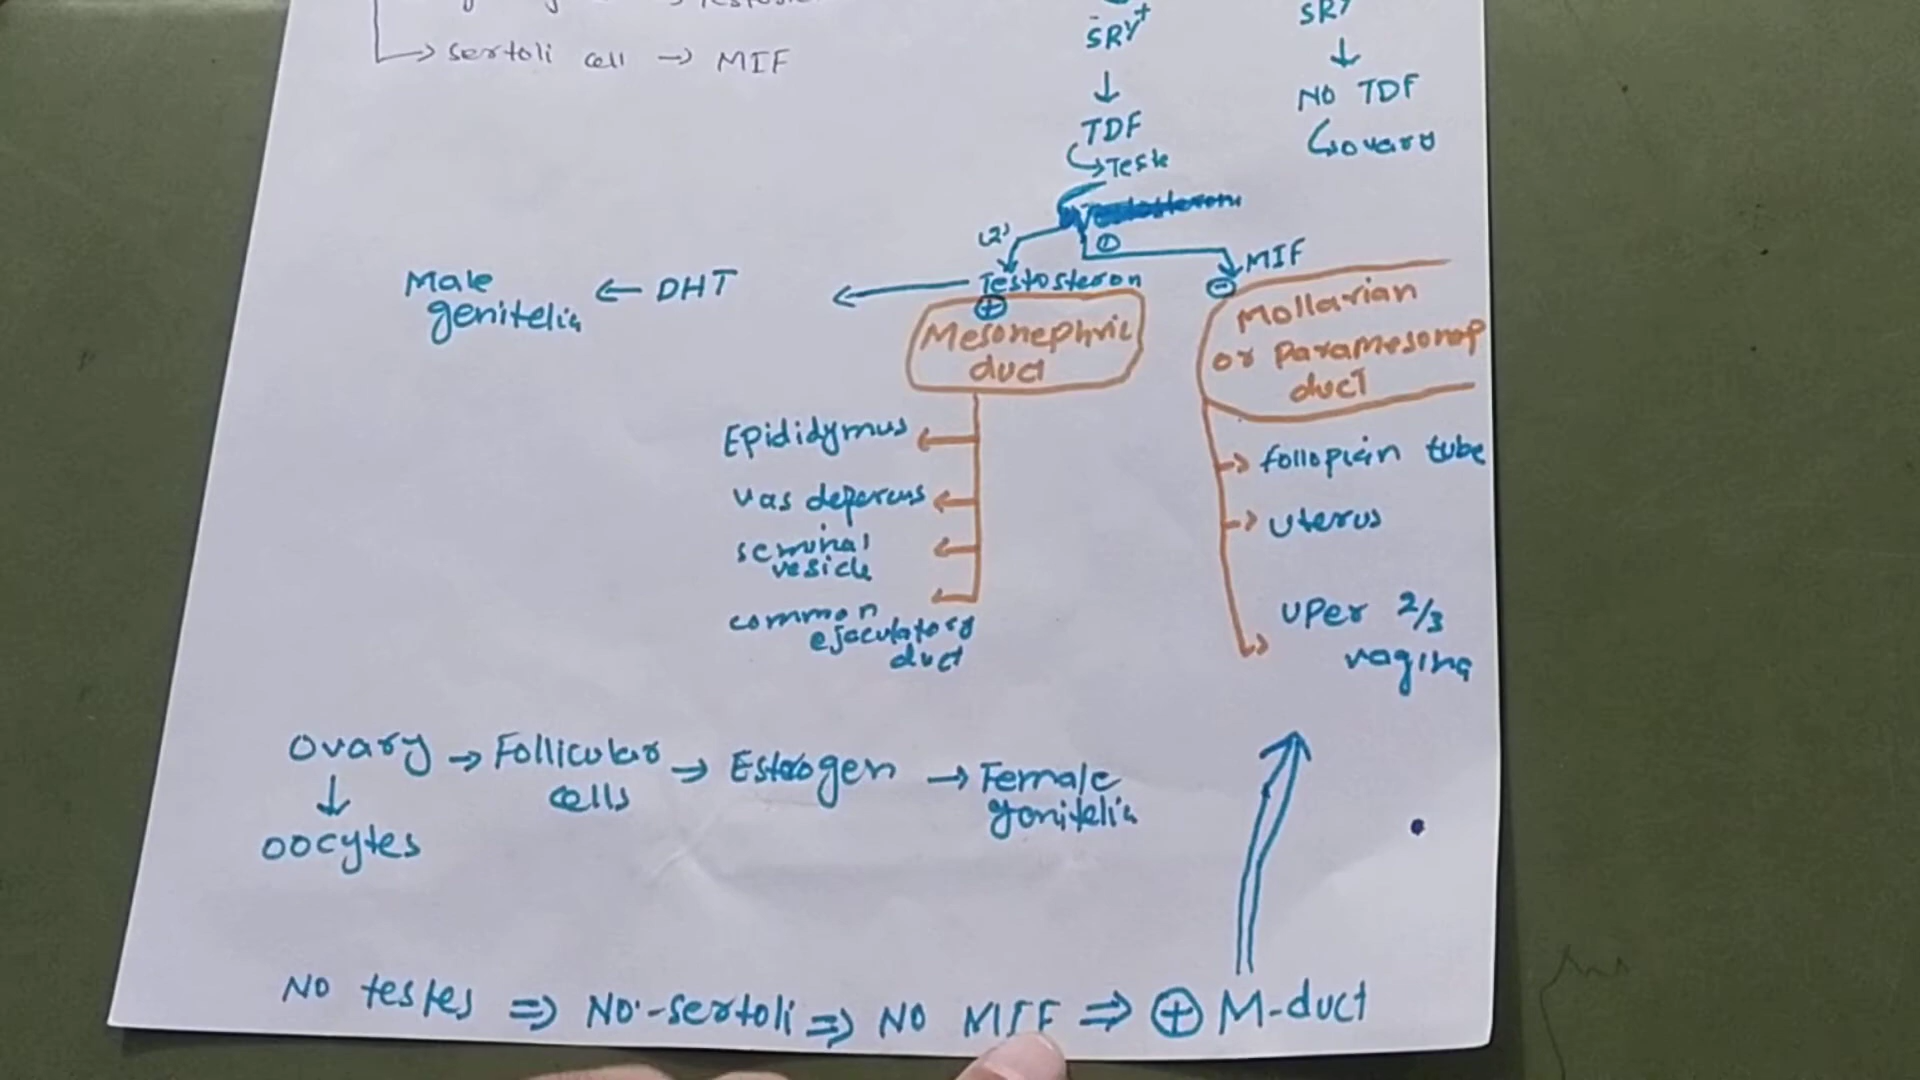 sertoli cell → MIF
SRY+
SRY
↓
↓
NO TDF
TDF
ovary
Teste
(2)
①
MIF
Testosteron
⊖
Male
genitelia
← DHT
←
⊕
Mesonephric
duct
Mollarian
or Paramesonep
ducT
Epididymus
follopian tube
vas deferens
uterus
seminal
vesicle
common
ejaculatory
duct
UPer 2/3
vagina
Ovary → Follicular
cells
→ Estrogen → Female
genitelia
↓
oocytes
No testes ⇒ No-sertoli ⇒ NO MIF ⇒ ⊕ M-duct